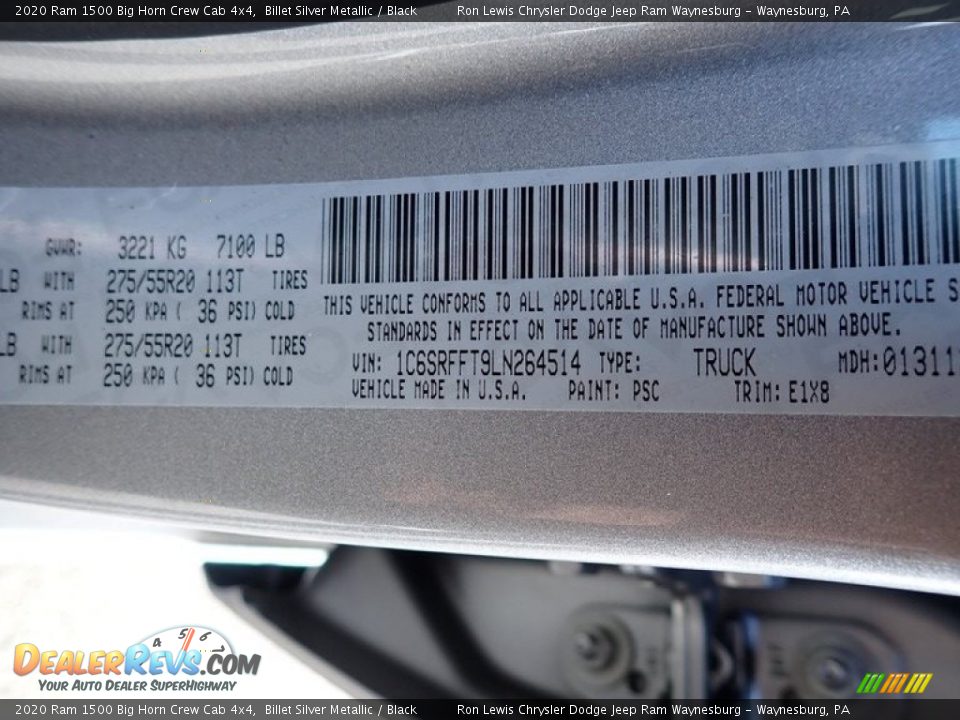 2020 Ram 1500 Big Horn Crew Cab 4x4, Billet Silver Metallic / Black Ron Lewis Chrysler Dodge Jeep Ram Waynesburg - Waynesburg, PA
GVWR: 3221 KG 7100 LB
LB WITH 275/55R20 113T TIRES
RIMS AT 250 KPA ( 36 PSI) COLD
LB WITH 275/55R20 113T TIRES
RIMS AT 250 KPA ( 36 PSI) COLD
THIS VEHICLE CONFORMS TO ALL APPLICABLE U.S.A. FEDERAL MOTOR VEHICLE S
STANDARDS IN EFFECT ON THE DATE OF MANUFACTURE SHOWN ABOVE.
VIN: 1C6SRFFT9LN264514 TYPE: TRUCK MDH:01311
VEHICLE MADE IN U.S.A. PAINT: PSC TRIM: E1X8
4 5 6
DEALERREVS.COM
YOUR AUTO DEALER SUPERHIGHWAY
2020 Ram 1500 Big Horn Crew Cab 4x4, Billet Silver Metallic / Black Ron Lewis Chrysler Dodge Jeep Ram Waynesburg - Waynesburg, PA